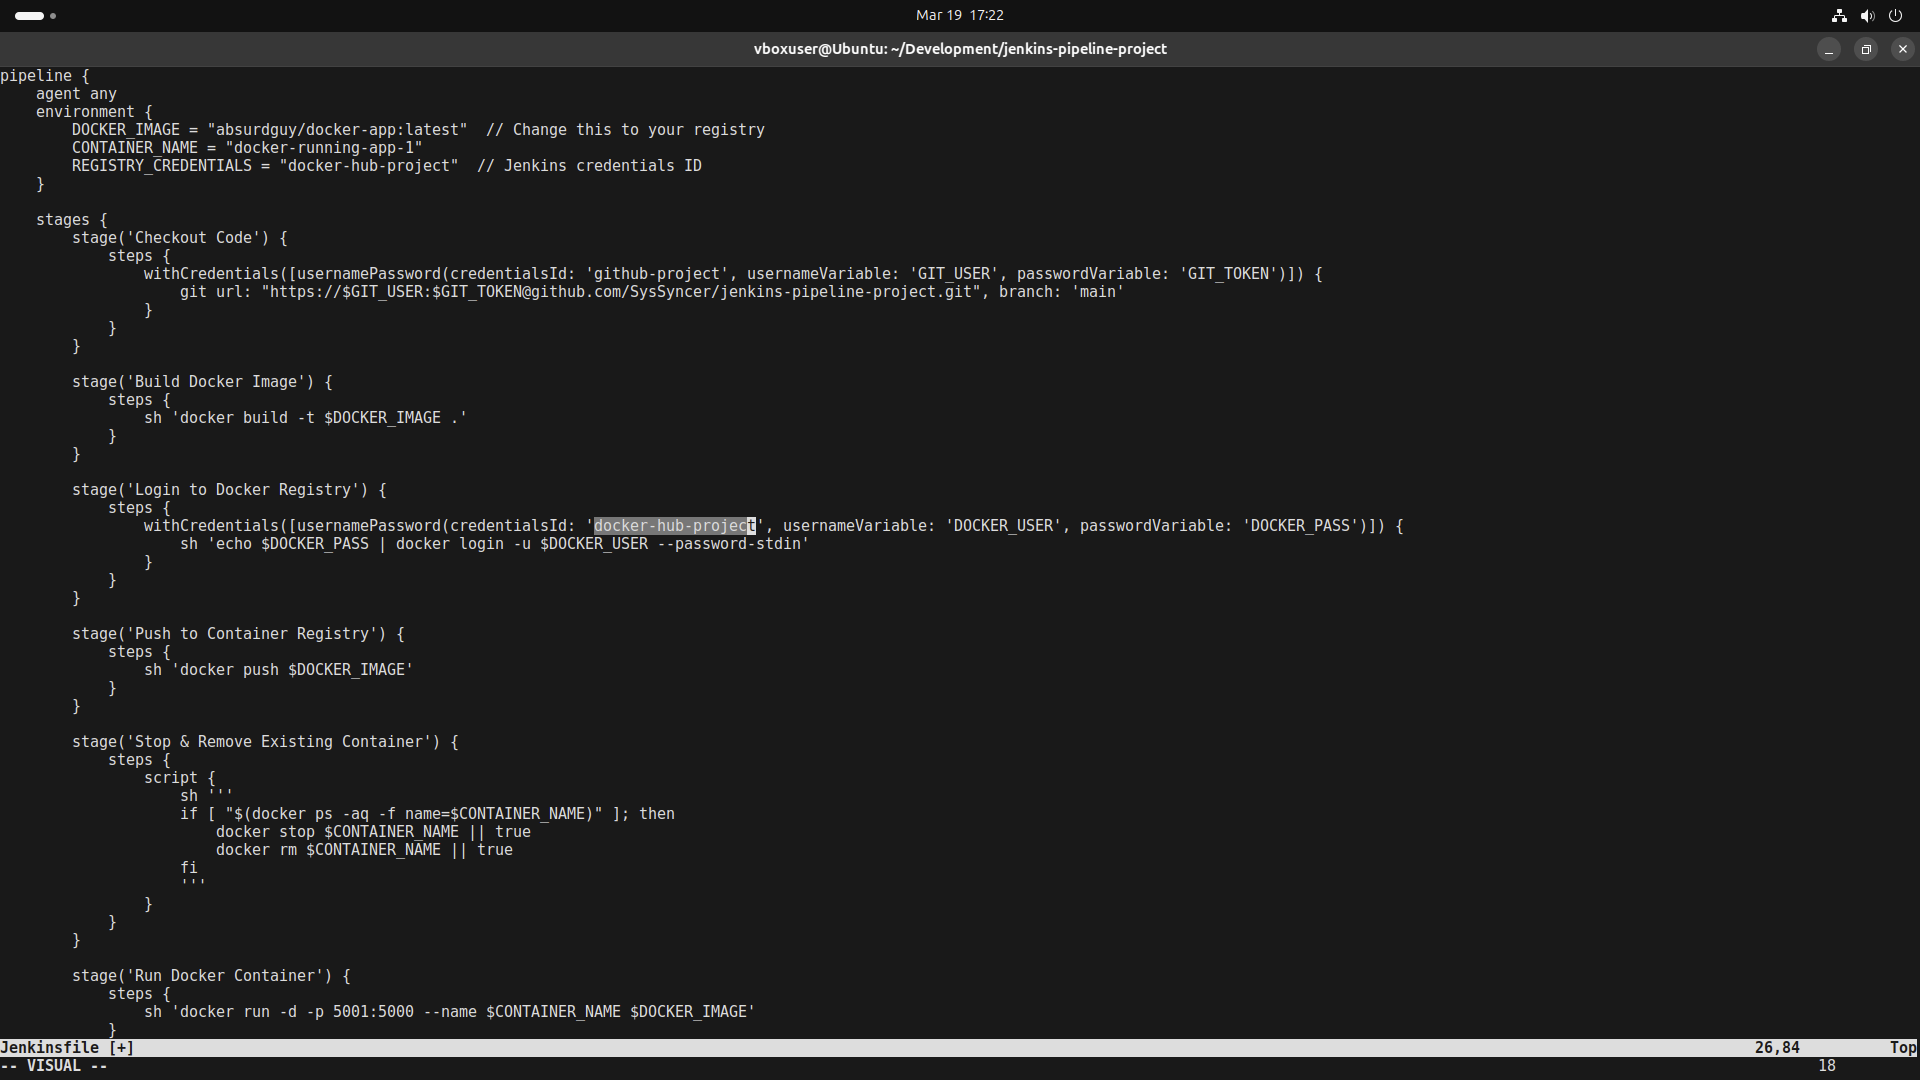 Mar 19 17:22
vboxuser@Ubuntu: ~/Development/jenkins-pipeline-project
pipeline {
    agent any
    environment {
        DOCKER_IMAGE = "absurdguy/docker-app:latest"  // Change this to your registry
        CONTAINER_NAME = "docker-running-app-1"
        REGISTRY_CREDENTIALS = "docker-hub-project"  // Jenkins credentials ID
    }

    stages {
        stage('Checkout Code') {
            steps {
                withCredentials([usernamePassword(credentialsId: 'github-project', usernameVariable: 'GIT_USER', passwordVariable: 'GIT_TOKEN')]) {
                    git url: "https://$GIT_USER:$GIT_TOKEN@github.com/SysSyncer/jenkins-pipeline-project.git", branch: 'main'
                }
            }
        }

        stage('Build Docker Image') {
            steps {
                sh 'docker build -t $DOCKER_IMAGE .'
            }
        }

        stage('Login to Docker Registry') {
            steps {
                withCredentials([usernamePassword(credentialsId: 'docker-hub-project', usernameVariable: 'DOCKER_USER', passwordVariable: 'DOCKER_PASS')]) {
                    sh 'echo $DOCKER_PASS | docker login -u $DOCKER_USER --password-stdin'
                }
            }
        }

        stage('Push to Container Registry') {
            steps {
                sh 'docker push $DOCKER_IMAGE'
            }
        }

        stage('Stop & Remove Existing Container') {
            steps {
                script {
                    sh '''
                    if [ "$(docker ps -aq -f name=$CONTAINER_NAME)" ]; then
                        docker stop $CONTAINER_NAME || true
                        docker rm $CONTAINER_NAME || true
                    fi
                    '''
                }
            }
        }

        stage('Run Docker Container') {
            steps {
                sh 'docker run -d -p 5001:5000 --name $CONTAINER_NAME $DOCKER_IMAGE'
            }
Jenkinsfile [+] 26,84 Top
-- VISUAL -- 18